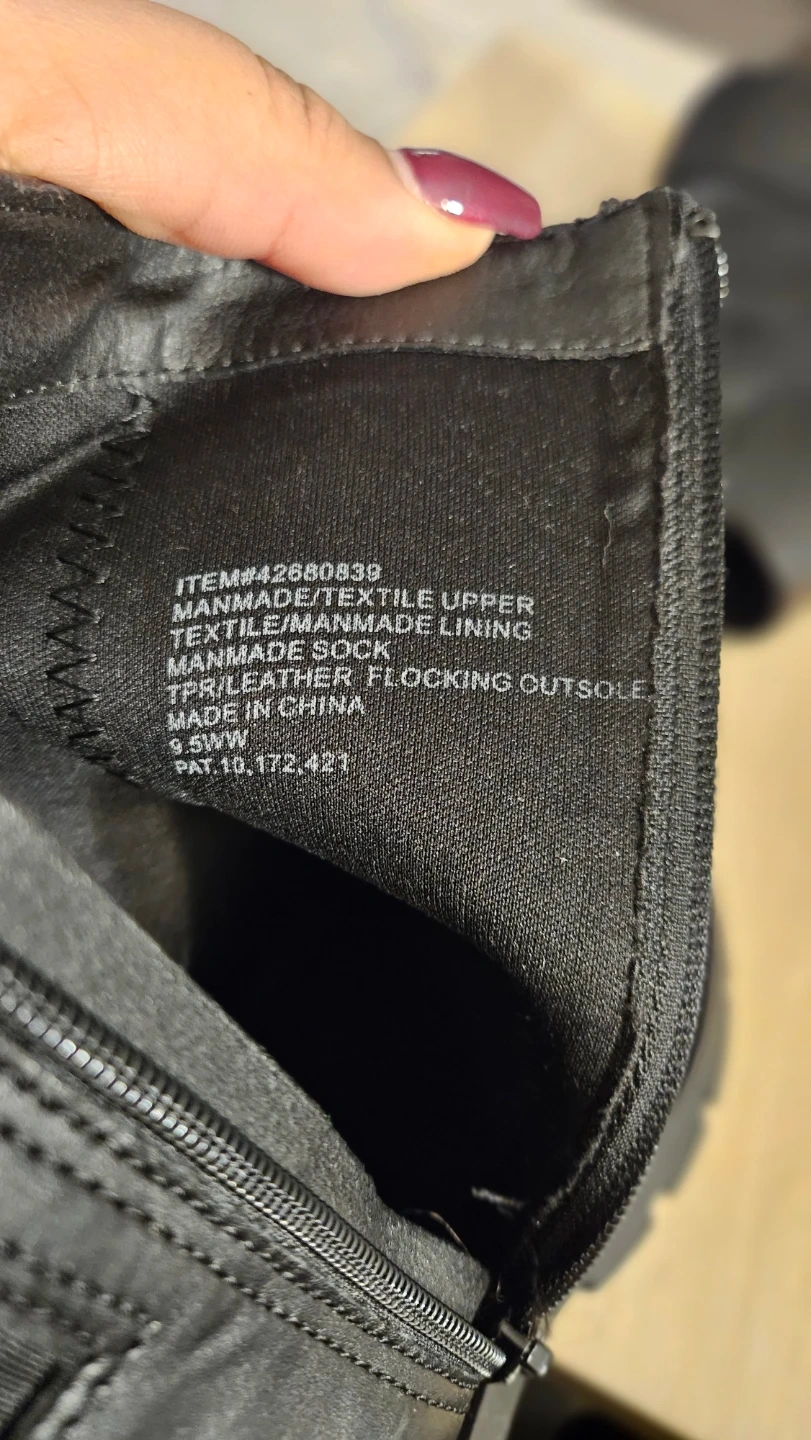 ITEM#42680839
MANMADE/TEXTILE UPPER
TEXTILE/MANMADE LINING
MANMADE SOCK
TPR/LEATHER FLOCKING OUTSOLE
MADE IN CHINA
9.5WW
PAT.10,172,421